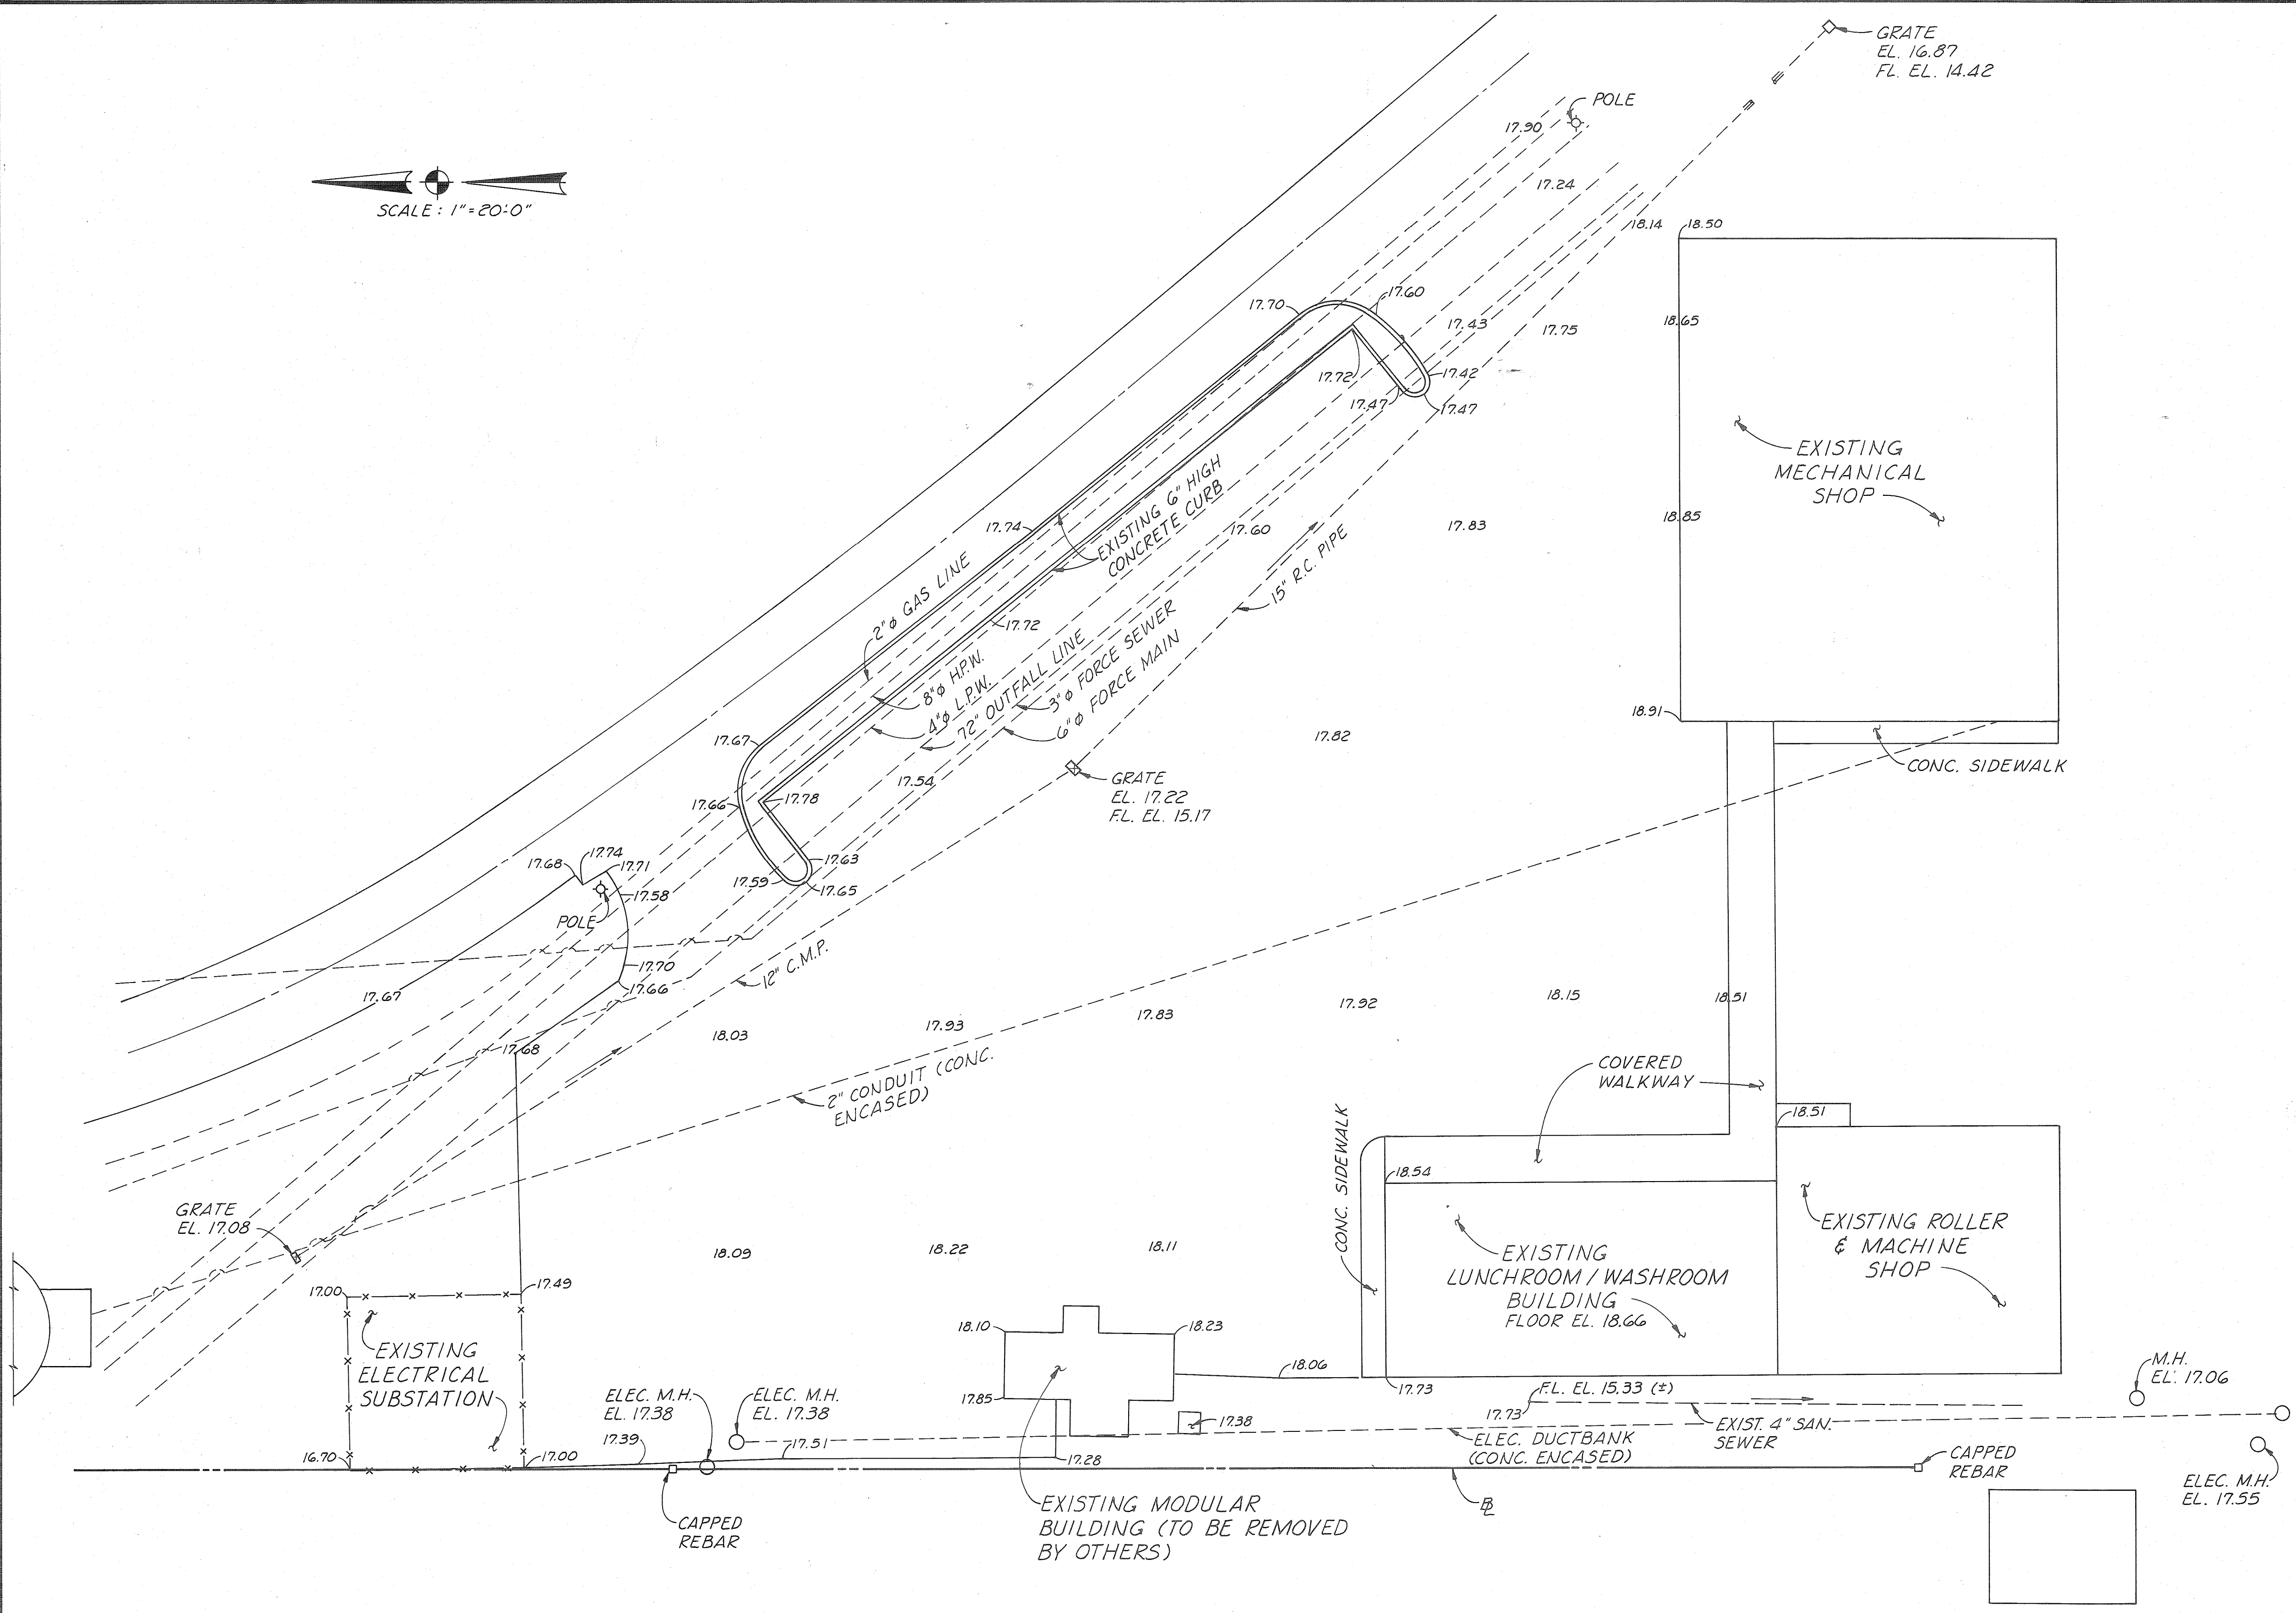 GRATE
EL. 16.87
FL. EL. 14.42
POLE
17.90
SCALE: 1"=20'-0"
17.24
18.14
18.50
17.70
17.60
17.43
17.75
18.65
17.72
17.42
17.47
17.47
EXISTING
MECHANICAL
SHOP
EXISTING 6" HIGH
CONCRETE CURB
17.74
17.60
17.83
18.85
15" R.C. PIPE
2"ϕ GAS LINE
17.72
8"ϕ H.P.W.
4"ϕ L.P.W.
72" OUTFALL LINE
3"ϕ FORCE SEWER
6"ϕ FORCE MAIN
18.91
17.67
17.82
CONC. SIDEWALK
17.54
GRATE
EL. 17.22
FL. EL. 15.17
17.66
17.78
17.68
17.74
17.71
17.63
17.59
17.65
17.58
POLE
17.70
12" C.M.P.
17.66
17.67
17.92
18.15
18.51
17.83
17.93
18.03
17.68
2" CONDUIT (CONC.
ENCASED)
COVERED
WALKWAY
18.51
CONC. SIDEWALK
18.54
GRATE
EL. 17.08
18.09
18.22
18.11
EXISTING
LUNCHROOM / WASHROOM
BUILDING
FLOOR EL. 18.66
EXISTING ROLLER
& MACHINE
SHOP
17.00
17.49
18.10
18.23
EXISTING
ELECTRICAL
SUBSTATION
18.06
M.H.
EL. 17.06
17.73
FL. EL. 15.33 (±)
ELEC. M.H.
EL. 17.38
ELEC. M.H.
EL. 17.38
17.85
17.38
17.73
EXIST. 4" SAN.
SEWER
ELEC. DUCTBANK
(CONC. ENCASED)
17.39
17.51
16.70
17.00
17.28
CAPPED
REBAR
ELEC. M.H.
EL. 17.55
BL
EXISTING MODULAR
BUILDING (TO BE REMOVED
BY OTHERS)
CAPPED
REBAR